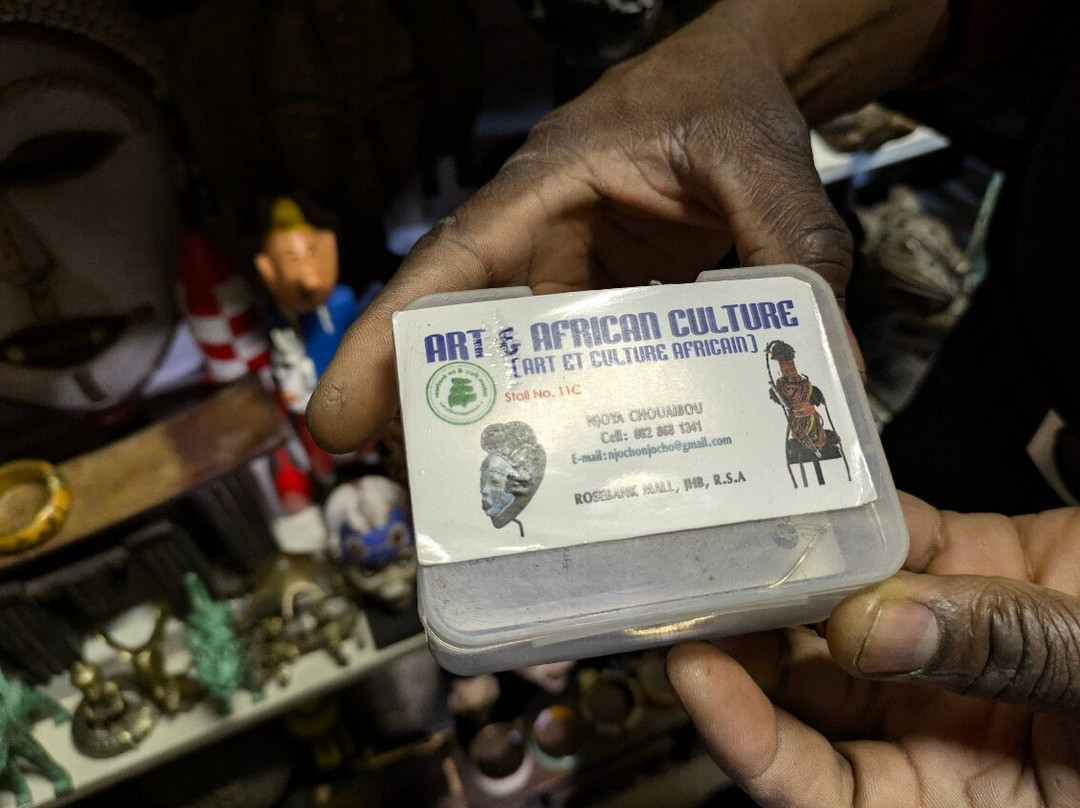 ART & AFRICAN CULTURE
[ART ET CULTURE AFRICAIN]
Stall No. 11C
NJOYA CHOUAIBOU
Cell: 082 868 1341
E-mail:njochonjocho@gmail.com
ROSEBANK MALL, JHB, R.S.A